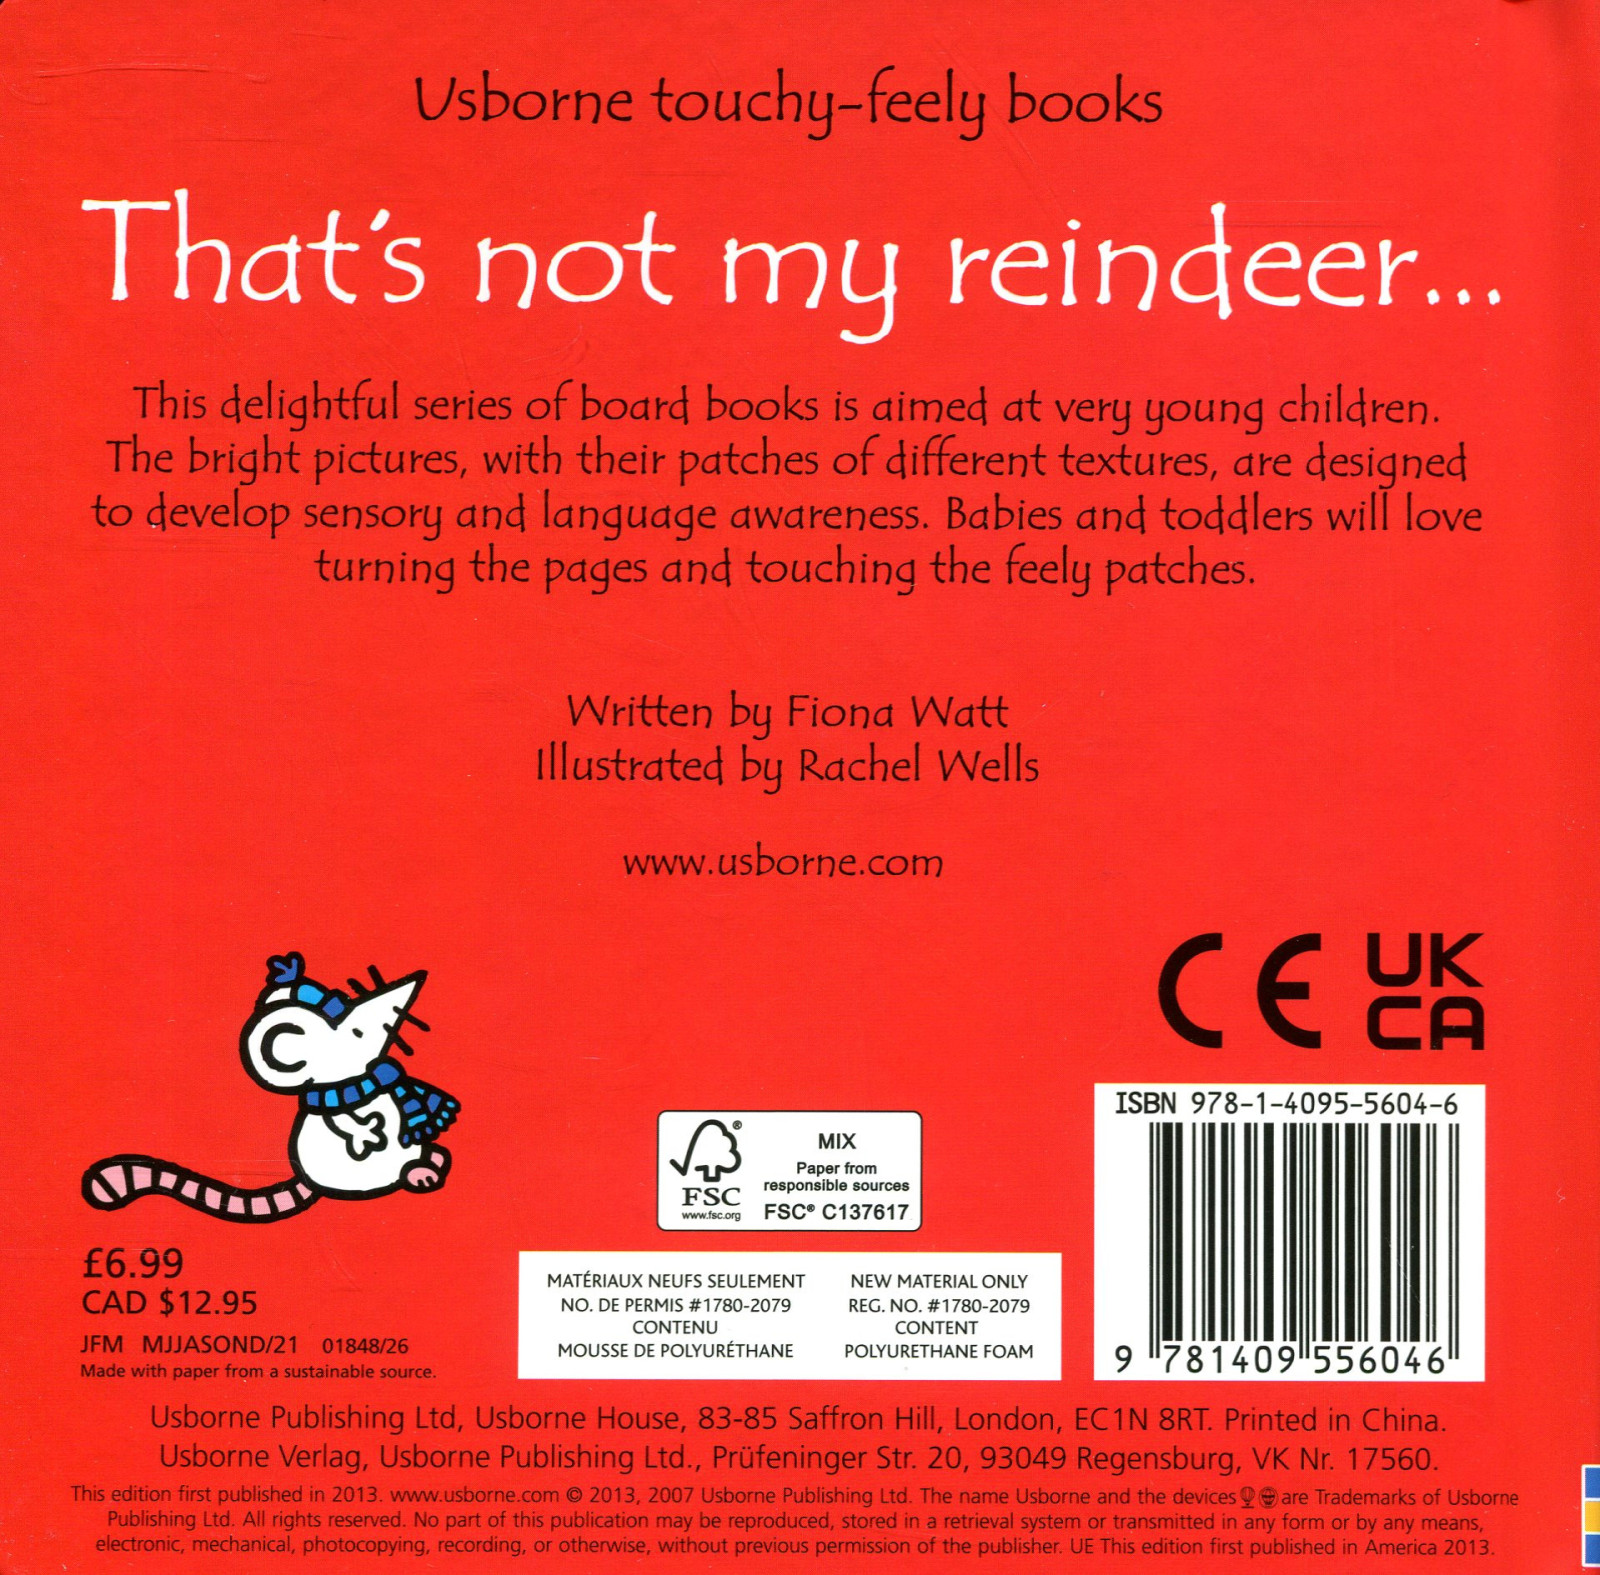 Usborne touchy-feely books
That's not my reindeer...
This delightful series of board books is aimed at very young children.
The bright pictures, with their patches of different textures, are designed
to develop sensory and language awareness. Babies and toddlers will love
turning the pages and touching the feely patches.
Written by Fiona Watt
Illustrated by Rachel Wells
www.usborne.com
CE
UK
CA
ISBN 978-1-4095-5604-6
9 781409 556046
FSC®
www.fsc.org
MIX
Paper from
responsible sources
FSC® C137617
£6.99
CAD $12.95
JFM MJJASOND/21 01848/26
Made with paper from a sustainable source.
MATÉRIAUX NEUFS SEULEMENT
NO. DE PERMIS #1780-2079
CONTENU
MOUSSE DE POLYURÉTHANE
NEW MATERIAL ONLY
REG. NO. #1780-2079
CONTENT
POLYURETHANE FOAM
Usborne Publishing Ltd, Usborne House, 83-85 Saffron Hill, London, EC1N 8RT. Printed in China.
Usborne Verlag, Usborne Publishing Ltd., Prüfeninger Str. 20, 93049 Regensburg, VK Nr. 17560.
This edition first published in 2013. www.usborne.com © 2013, 2007 Usborne Publishing Ltd. The name Usborne and the devices are Trademarks of Usborne
Publishing Ltd. All rights reserved. No part of this publication may be reproduced, stored in a retrieval system or transmitted in any form or by any means,
electronic, mechanical, photocopying, recording, or otherwise, without previous permission of the publisher. UE This edition first published in America 2013.